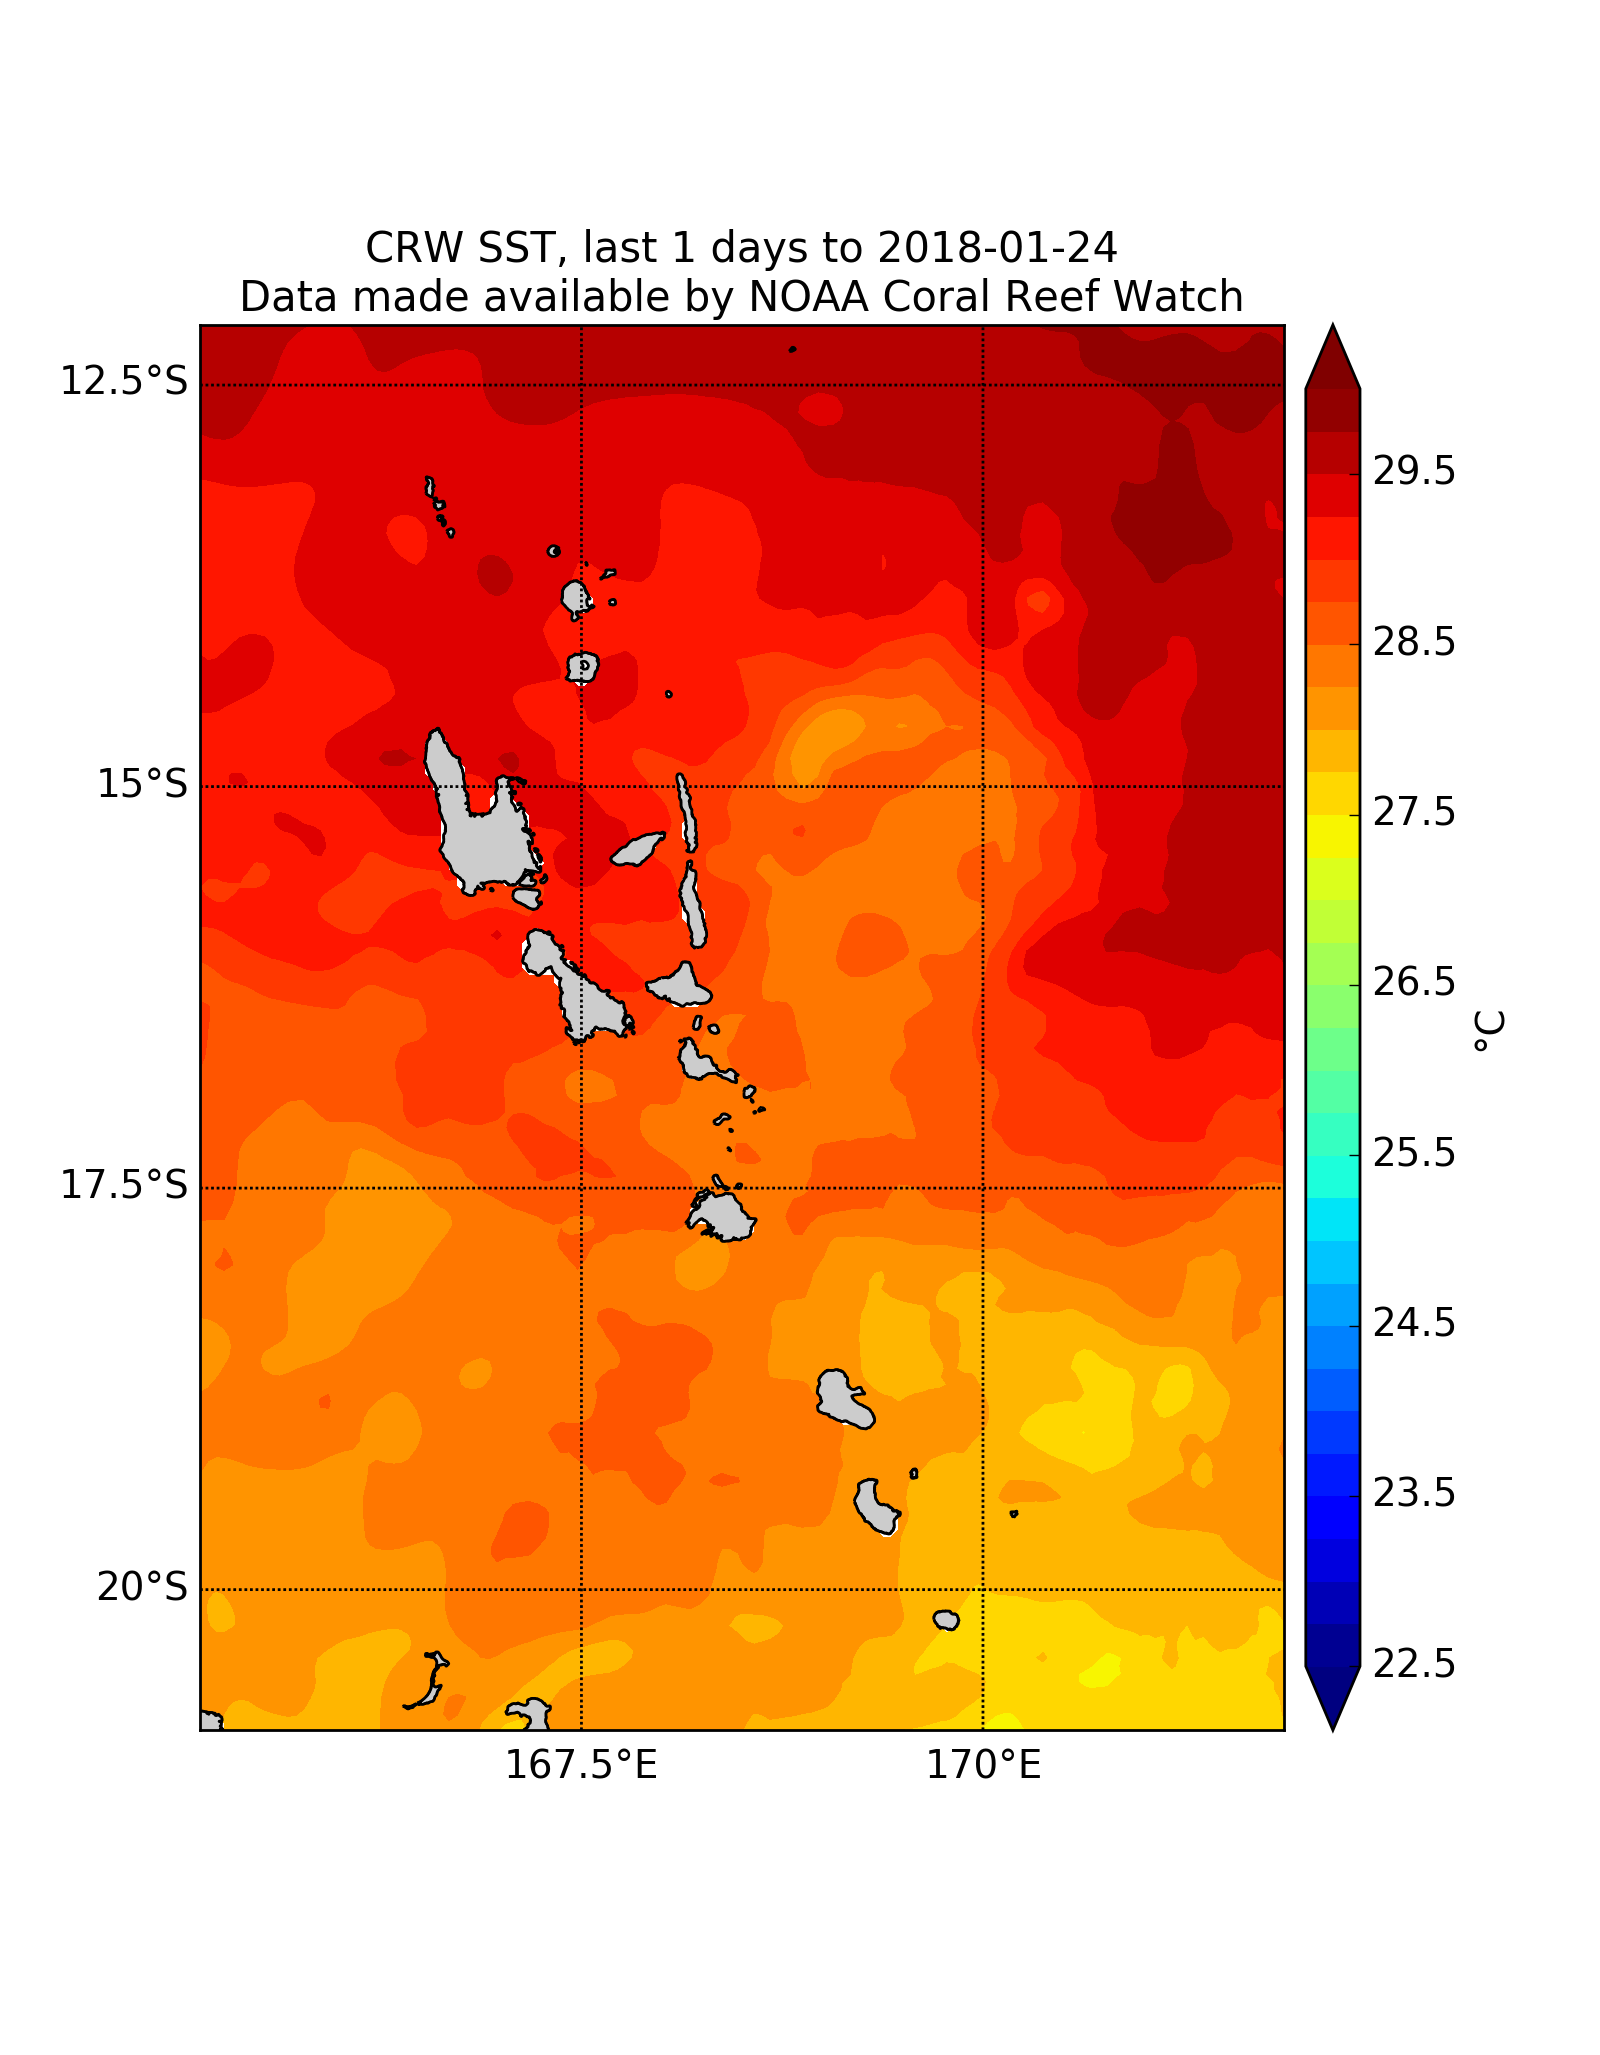 CRW SST, last 1 days to 2018-01-24
Data made available by NOAA Coral Reef Watch
12.5°S
15°S
17.5°S
20°S
167.5°E
170°E
29.5
28.5
27.5
26.5
25.5
24.5
23.5
22.5
°C